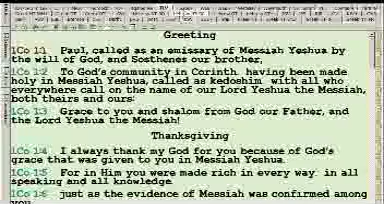 Greeting
1Co 1:1 Paul, called as an emissary of Messiah Yeshua by
the will of God, and Sosthenes our brother,
1Co 1:2 To God's community in Corinth, having been made
holy in Messiah Yeshua, called as kedoshim, with all who
everywhere call on the name of our Lord Yeshua the Messiah,
both theirs and ours:
1Co 1:3 Grace to you and shalom from God our Father, and
the Lord Yeshua the Messiah!
Thanksgiving
1Co 1:4 I always thank my God for you because of God's
grace that was given to you in Messiah Yeshua.
1Co 1:5 For in Him you were made rich in every way, in all
speaking and all knowledge
1Co 1:6 just as the evidence of Messiah was confirmed among
you